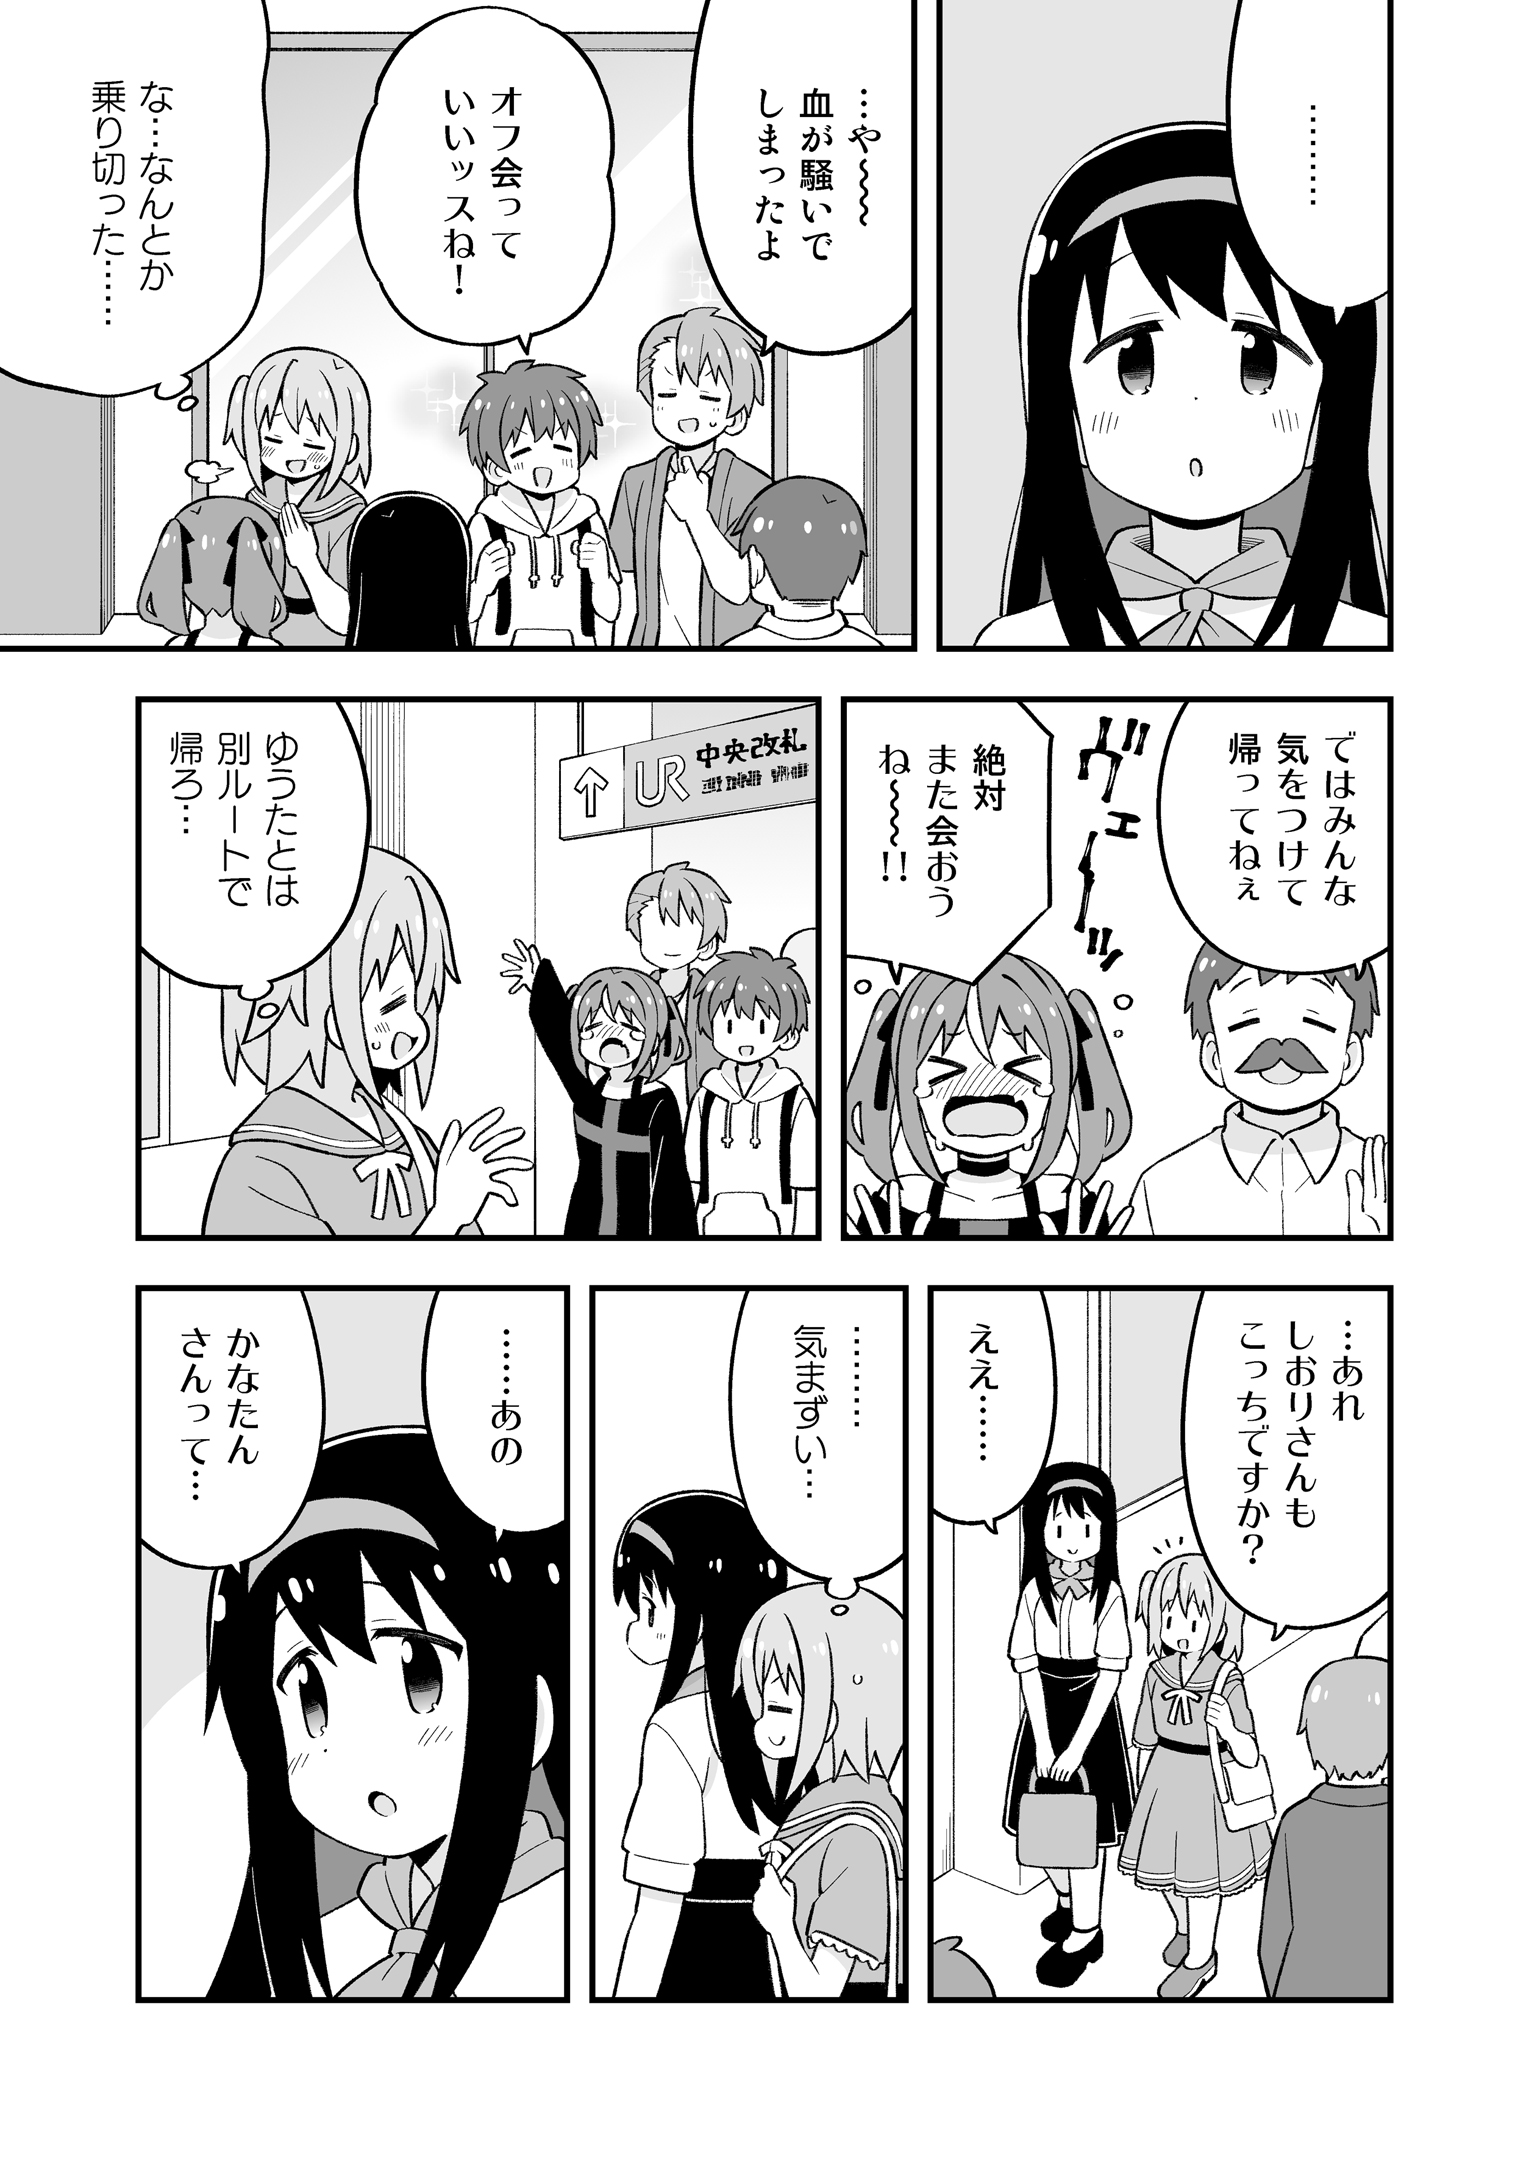 ………
…や〜〜
血が騒いで
しまったよ
オフ会って
いいッスね！
な…なんとか
乗り切った……
ではみんな
気をつけて
帰ってねぇ
ヴェーッ
絶対
また会おう
ね〜〜!!
UR
中央改札
ゆうたとは
別ルートで
帰ろ…
…あれ
しおりさんも
こっちですか？
ええ……
………
気まずい…
……あの
かなたん
さんって…